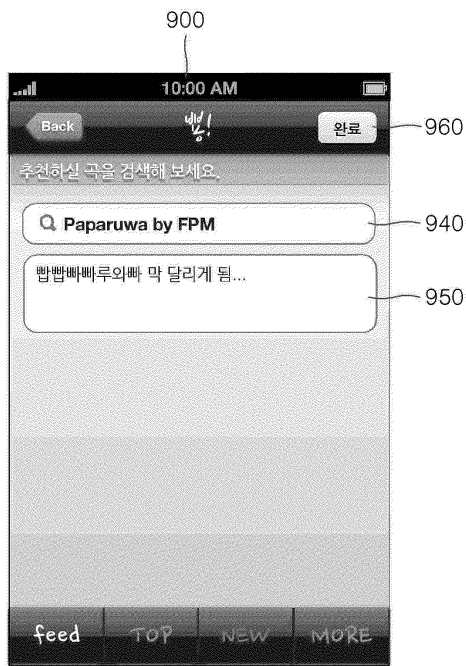 900
10:00 AM
Back
뿅!
완료
960
추천하실 곡을 검색해 보세요.
Paparuwa by FPM
940
빱빱빠빠루와빠 막 달리게 됨...
950
feed
TOP
NEW
MORE